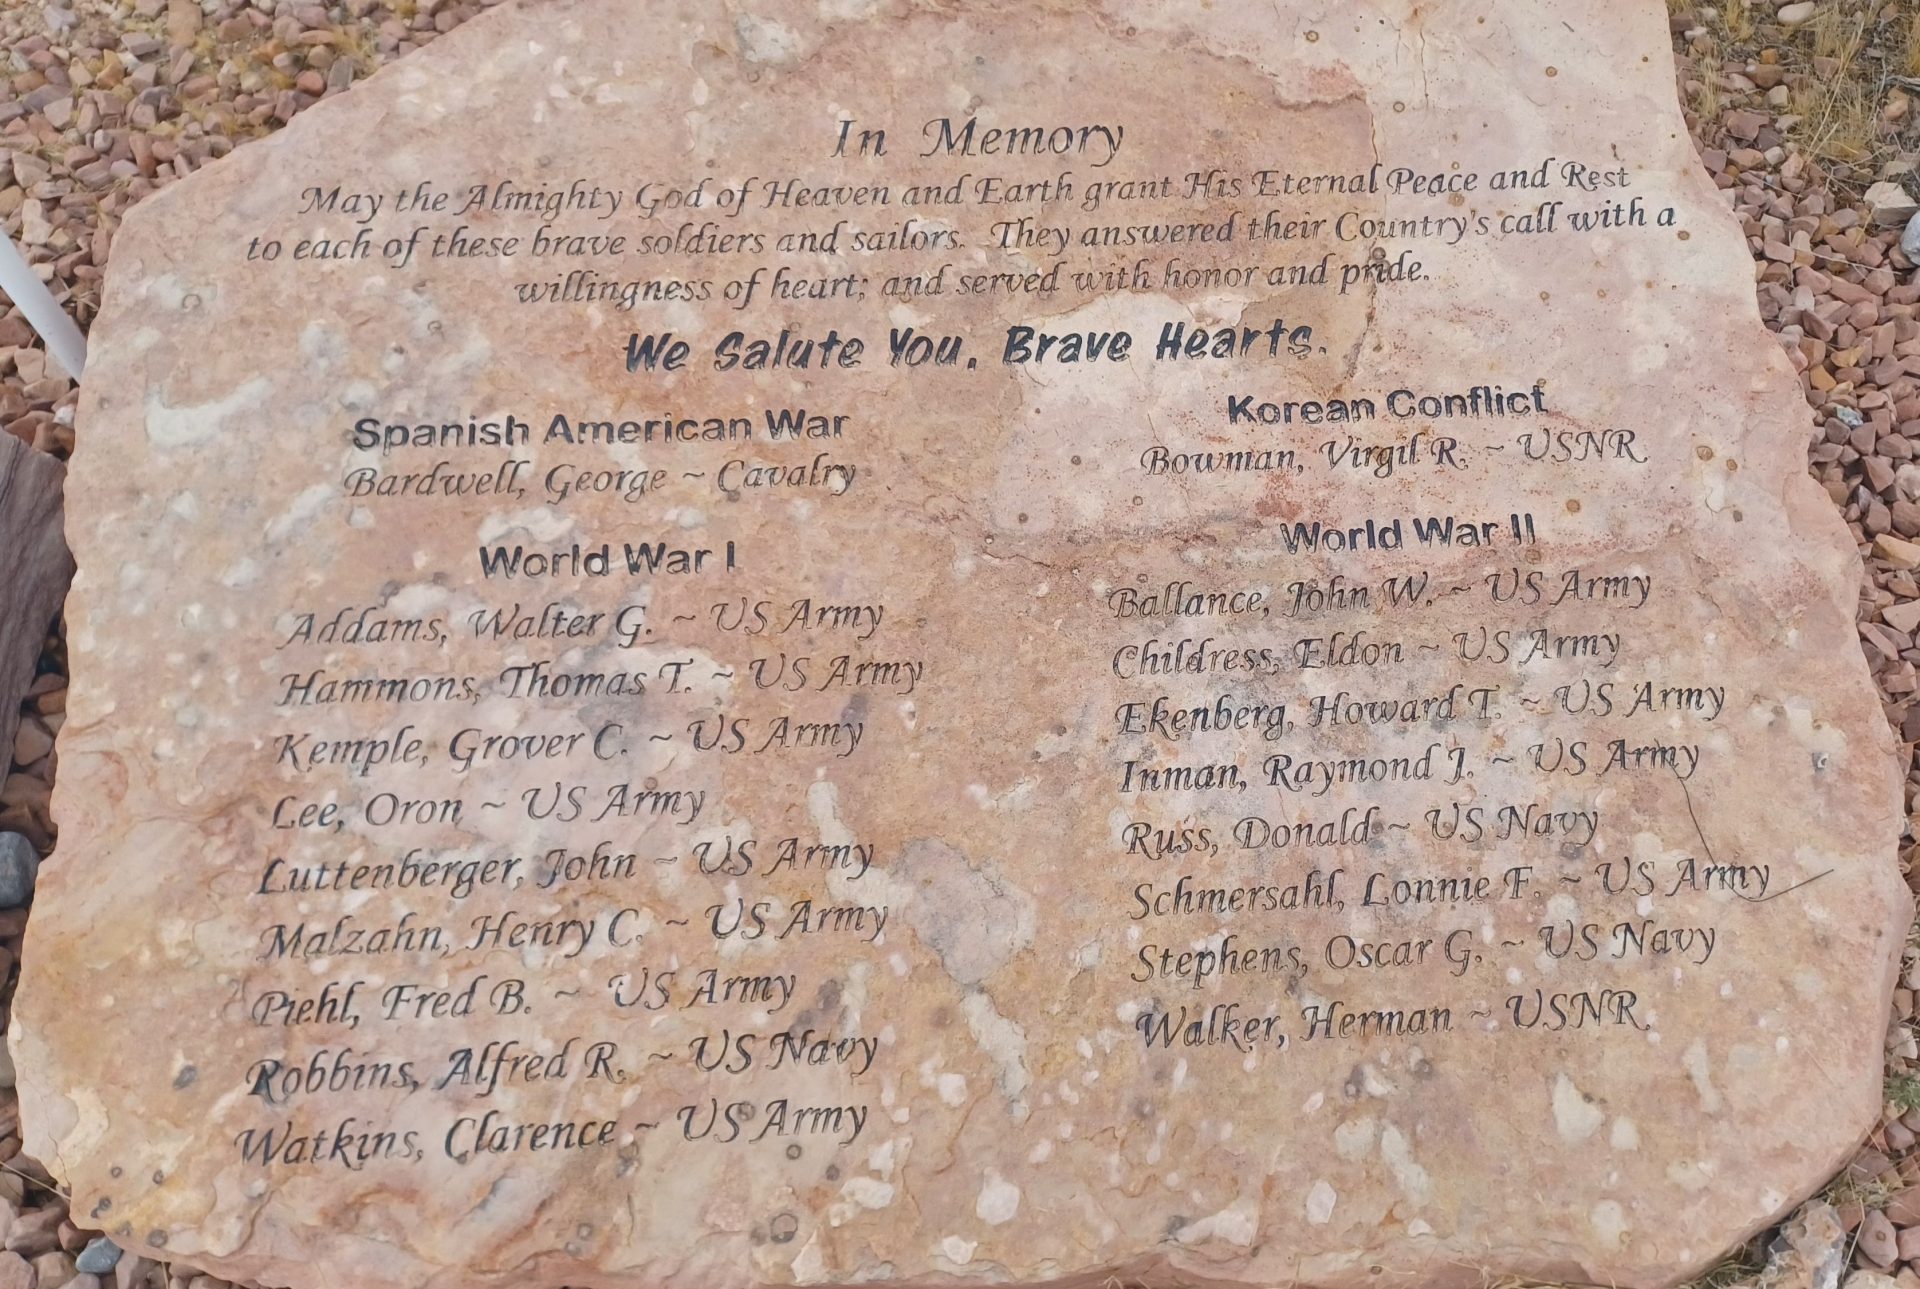 In Memory
May the Almighty God of Heaven and Earth grant His Eternal Peace and Rest
to each of these brave soldiers and sailors. They answered their Country's call with a
willingness of heart; and served with honor and pride.
We Salute You, Brave Hearts.
Spanish American War
Bardwell, George ~ Cavalry
World War I
Addams, Walter G. ~ US Army
Hammons, Thomas T. ~ US Army
Kemple, Grover C. ~ US Army
Lee, Oron ~ US Army
Luttenberger, John ~ US Army
Malzahn, Henry C. ~ US Army
Piehl, Fred B. ~ US Army
Robbins, Alfred R. ~ US Navy
Watkins, Clarence ~ US Army
Korean Conflict
Bowman, Virgil R. ~ USNR
World War II
Ballance, John W. ~ US Army
Childress, Eldon ~ US Army
Ekenberg, Howard T. ~ US Army
Inman, Raymond J. ~ US Army
Russ, Donald ~ US Navy
Schmersahl, Lonnie F. ~ US Army
Stephens, Oscar G. ~ US Navy
Walker, Herman ~ USNR